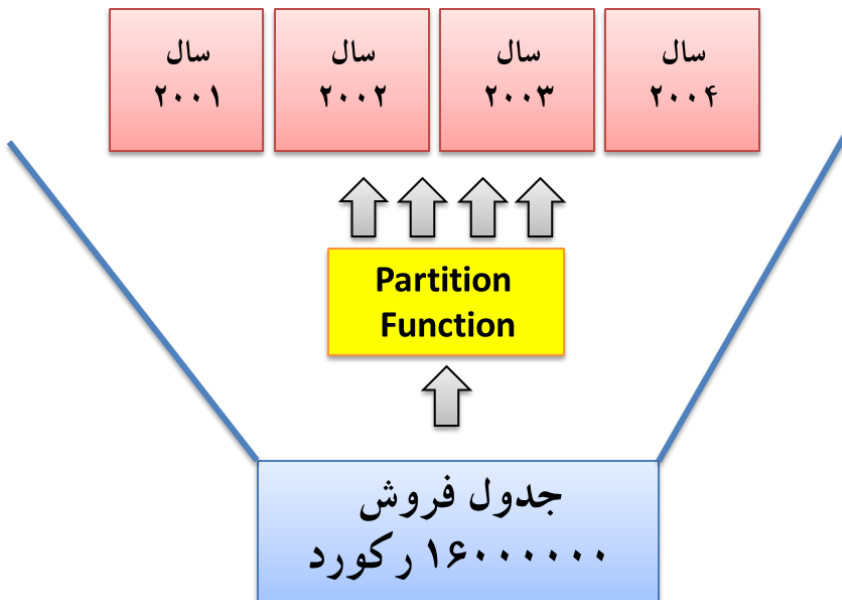 سال
۲۰۰۱
سال
۲۰۰۲
سال
۲۰۰۳
سال
۲۰۰۴
Partition
Function
جدول فروش
۱۶۰۰۰۰۰۰ رکورد